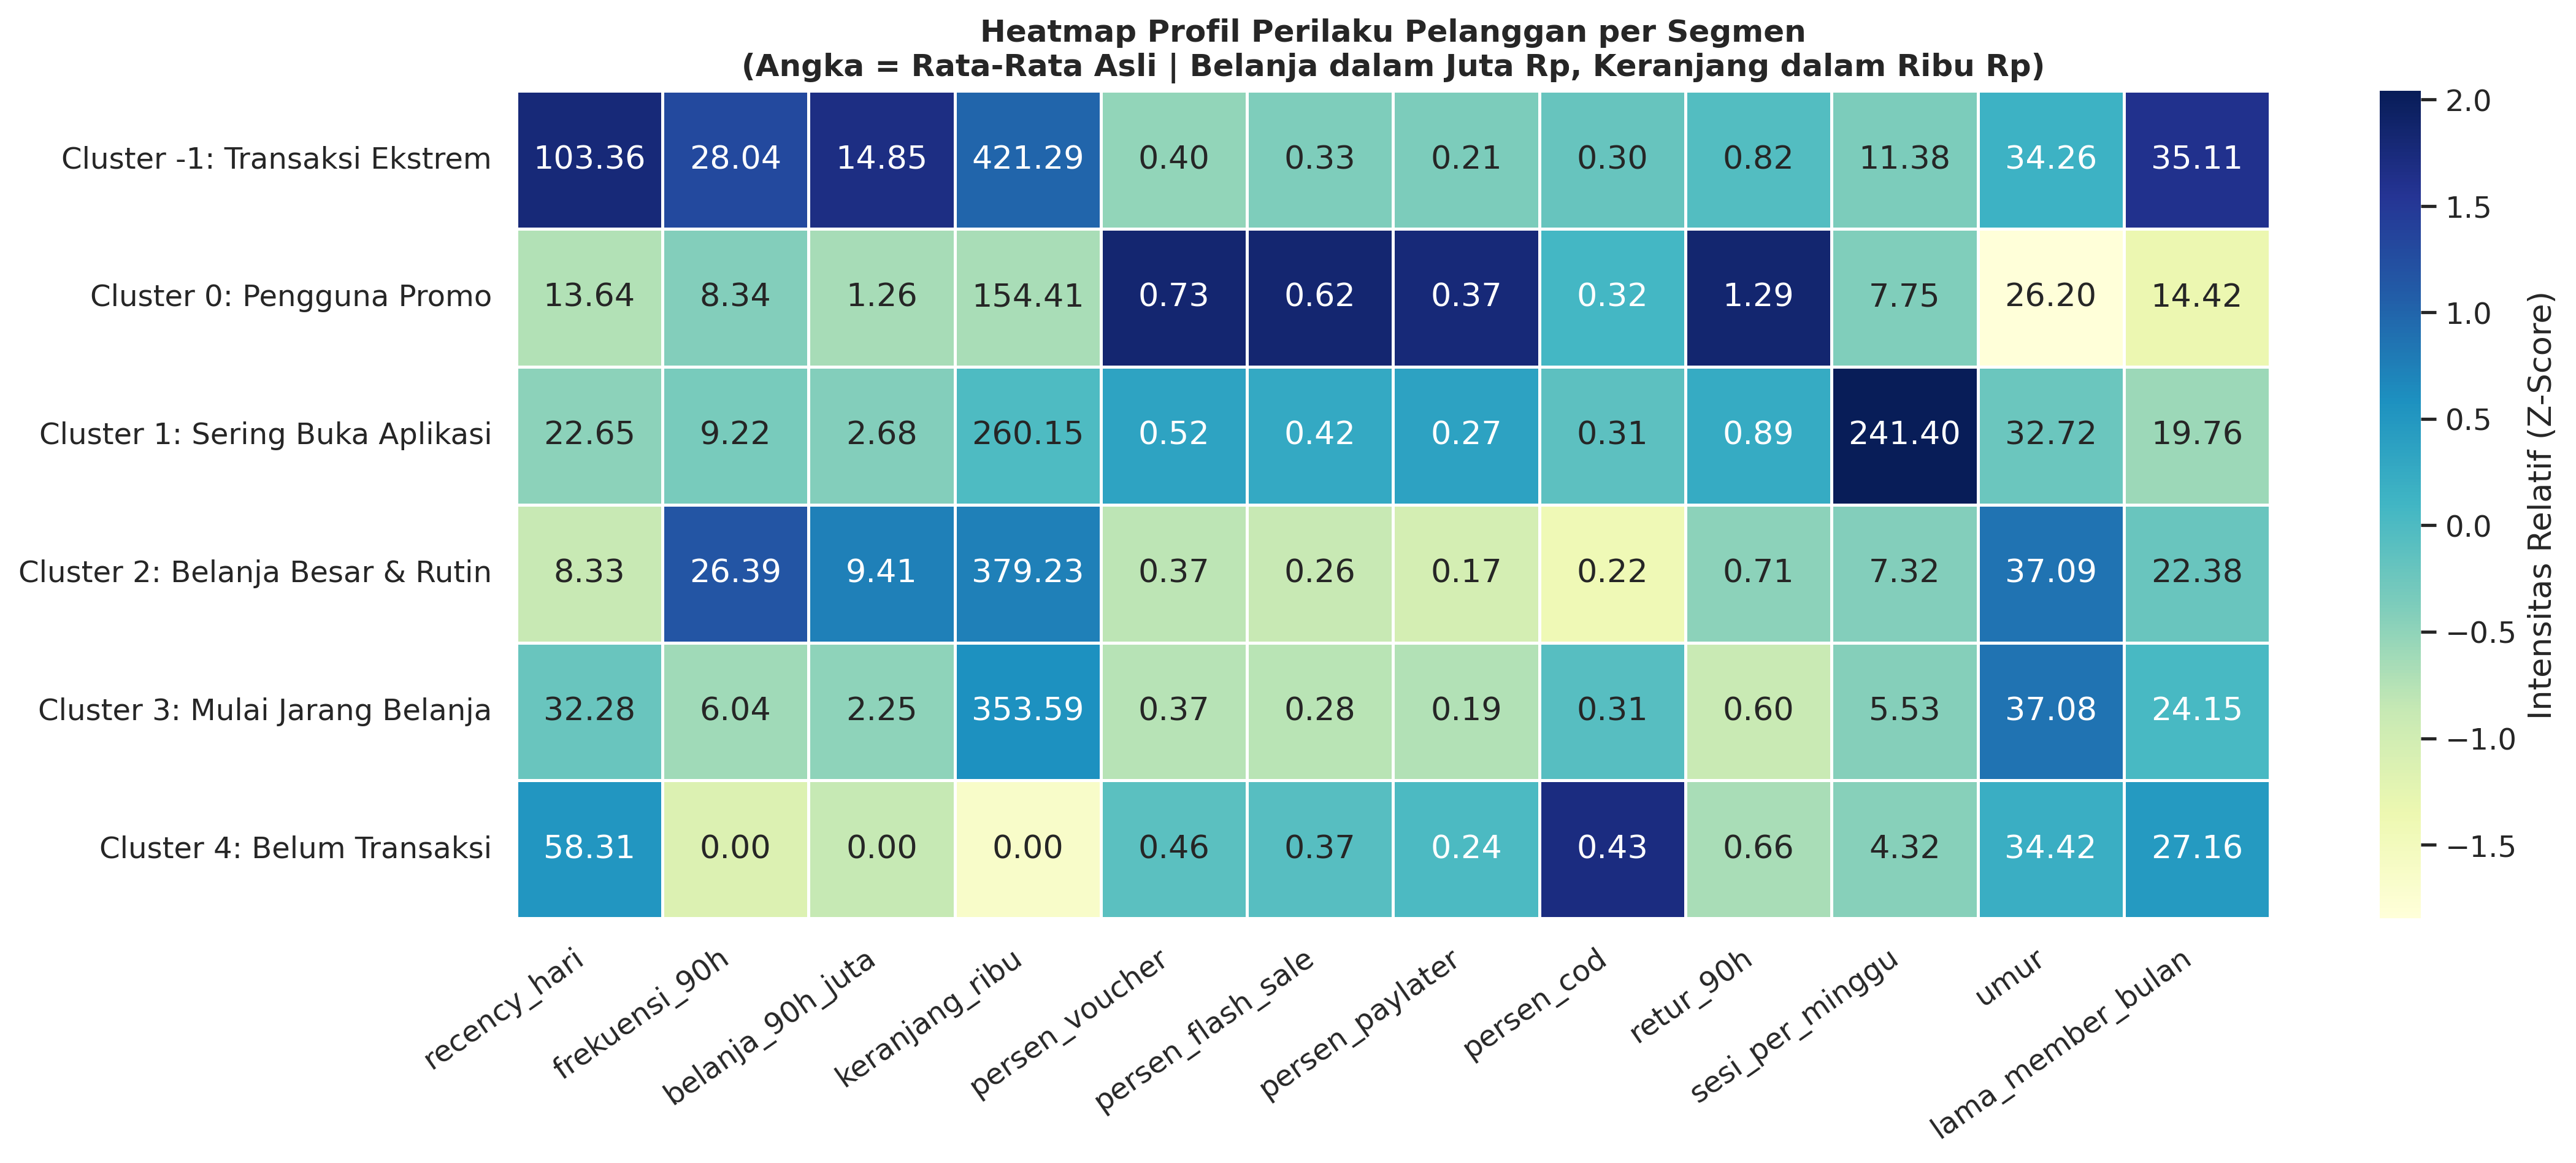 Heatmap Profil Perilaku Pelanggan per Segmen
(Angka = Rata-Rata Asli | Belanja dalam Juta Rp, Keranjang dalam Ribu Rp)
Cluster -1: Transaksi Ekstrem 103.36 28.04 14.85 421.29 0.40 0.33 0.21 0.30 0.82 11.38 34.26 35.11
Cluster 0: Pengguna Promo 13.64 8.34 1.26 154.41 0.73 0.62 0.37 0.32 1.29 7.75 26.20 14.42
Cluster 1: Sering Buka Aplikasi 22.65 9.22 2.68 260.15 0.52 0.42 0.27 0.31 0.89 241.40 32.72 19.76
Cluster 2: Belanja Besar & Rutin 8.33 26.39 9.41 379.23 0.37 0.26 0.17 0.22 0.71 7.32 37.09 22.38
Cluster 3: Mulai Jarang Belanja 32.28 6.04 2.25 353.59 0.37 0.28 0.19 0.31 0.60 5.53 37.08 24.15
Cluster 4: Belum Transaksi 58.31 0.00 0.00 0.00 0.46 0.37 0.24 0.43 0.66 4.32 34.42 27.16
recency_hari
frekuensi_90h
belanja_90h_juta
keranjang_ribu
persen_voucher
persen_flash_sale
persen_paylater
persen_cod
retur_90h
sesi_per_minggu
umur
lama_member_bulan
2.0
1.5
1.0
0.5
0.0
−0.5
−1.0
−1.5
Intensitas Relatif (Z-Score)